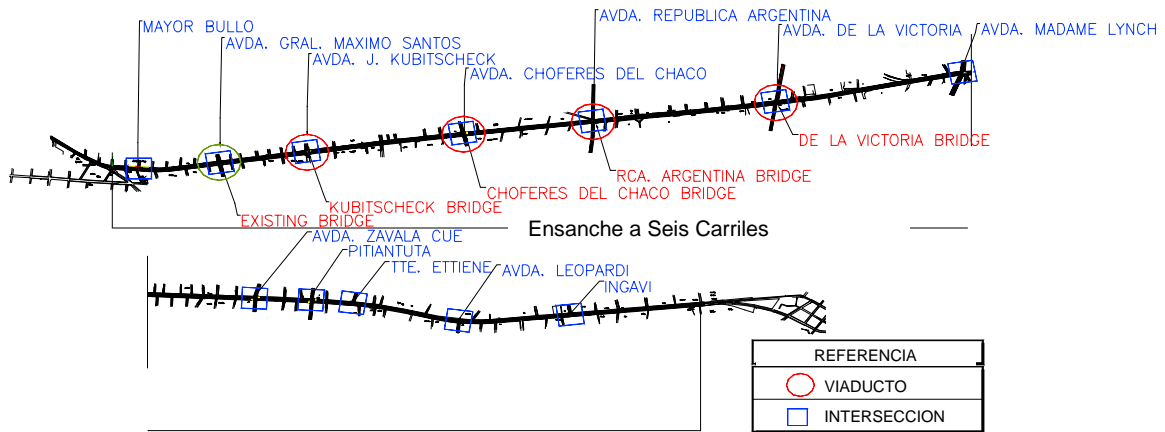 AVDA. REPUBLICA ARGENTINA
MAYOR BULLO
AVDA. DE LA VICTORIA
AVDA. MADAME LYNCH
AVDA. GRAL. MAXIMO SANTOS
AVDA. J. KUBITSCHECK
AVDA. CHOFERES DEL CHACO
DE LA VICTORIA BRIDGE
RCA. ARGENTINA BRIDGE
CHOFERES DEL CHACO BRIDGE
KUBITSCHECK BRIDGE
EXISTING BRIDGE
Ensanche a Seis Carriles
AVDA. ZAVALA CUE
PITIANTUTA
TTE. ETTIENE
AVDA. LEOPARDI
INGAVI
REFERENCIA
VIADUCTO
INTERSECCION